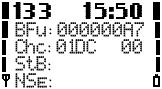 133 15:50
BFu: 000000A7
Chc: 01DC 00
StB:
NSE: